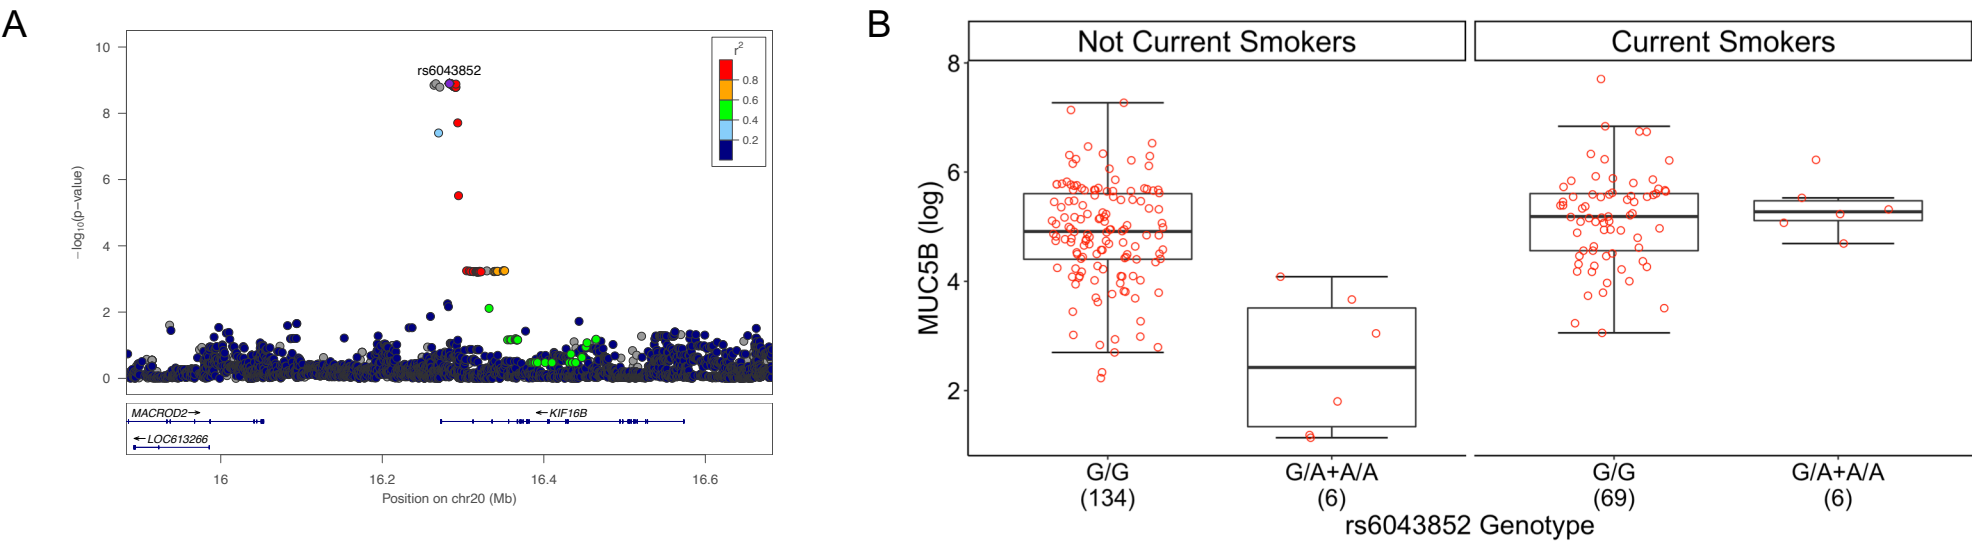 A
rs6043852
r2
0.8
0.6
0.4
0.2
10
8
6
4
2
0
−log10(p−value)
MACROD2→
←KIF16B
←LOC613266
16
16.2
16.4
16.6
Position on chr20 (Mb)
B
Not Current Smokers
Current Smokers
8
6
4
2
MUC5B (log)
G/G
G/A+A/A
G/G
G/A+A/A
(134)
(6)
(69)
(6)
rs6043852 Genotype